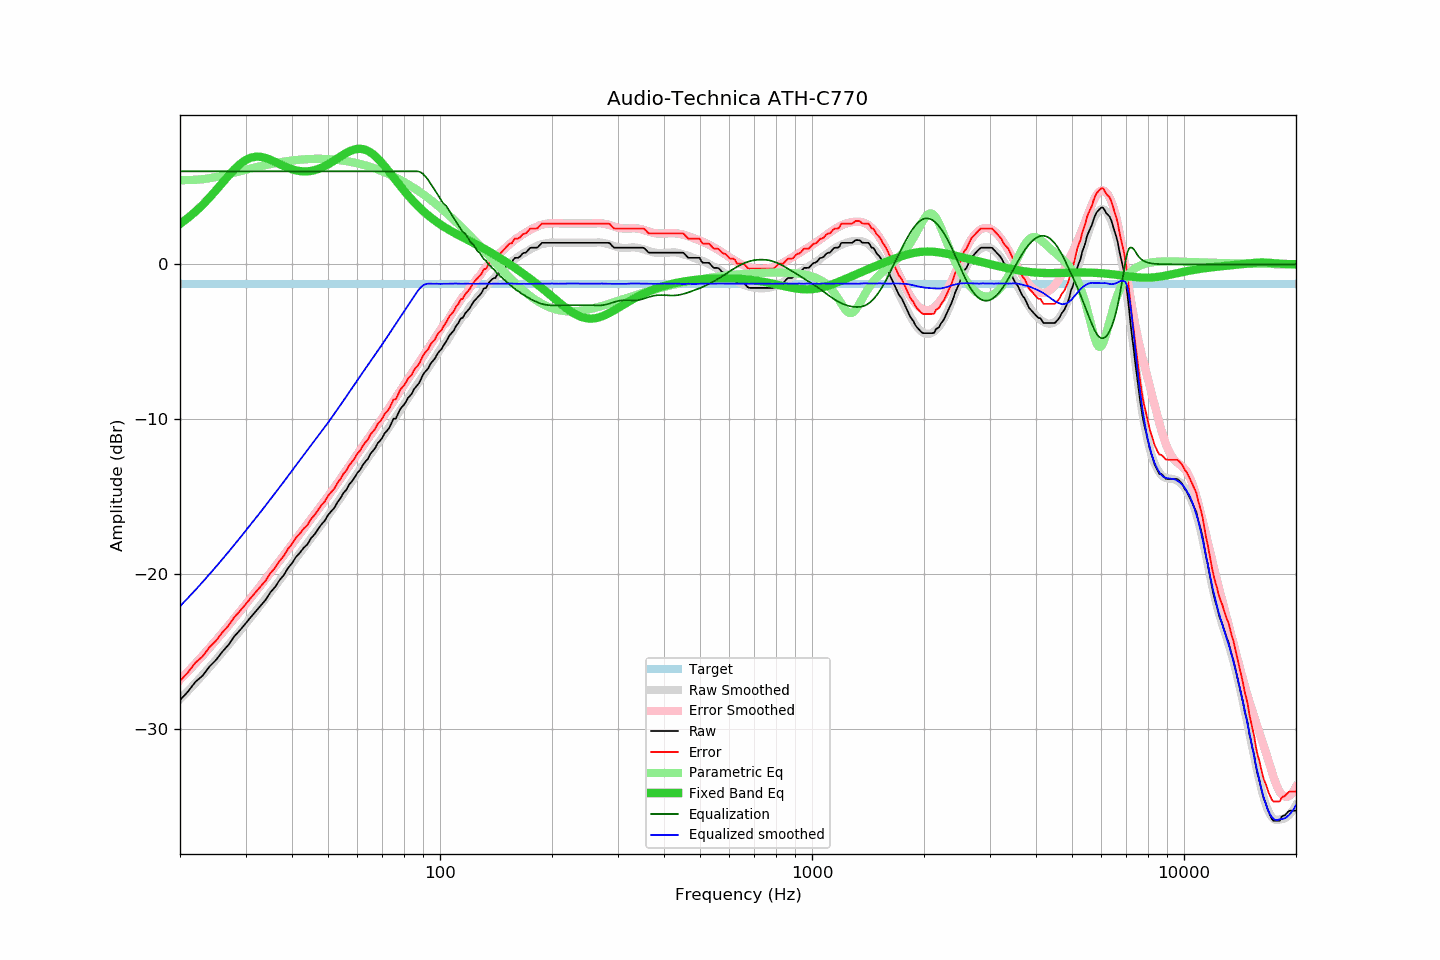 Audio-Technica ATH-C770
0
−10
−20
−30
Amplitude (dBr)
Target
Raw Smoothed
Error Smoothed
Raw
Error
Parametric Eq
Fixed Band Eq
Equalization
Equalized smoothed
100
1000
10000
Frequency (Hz)